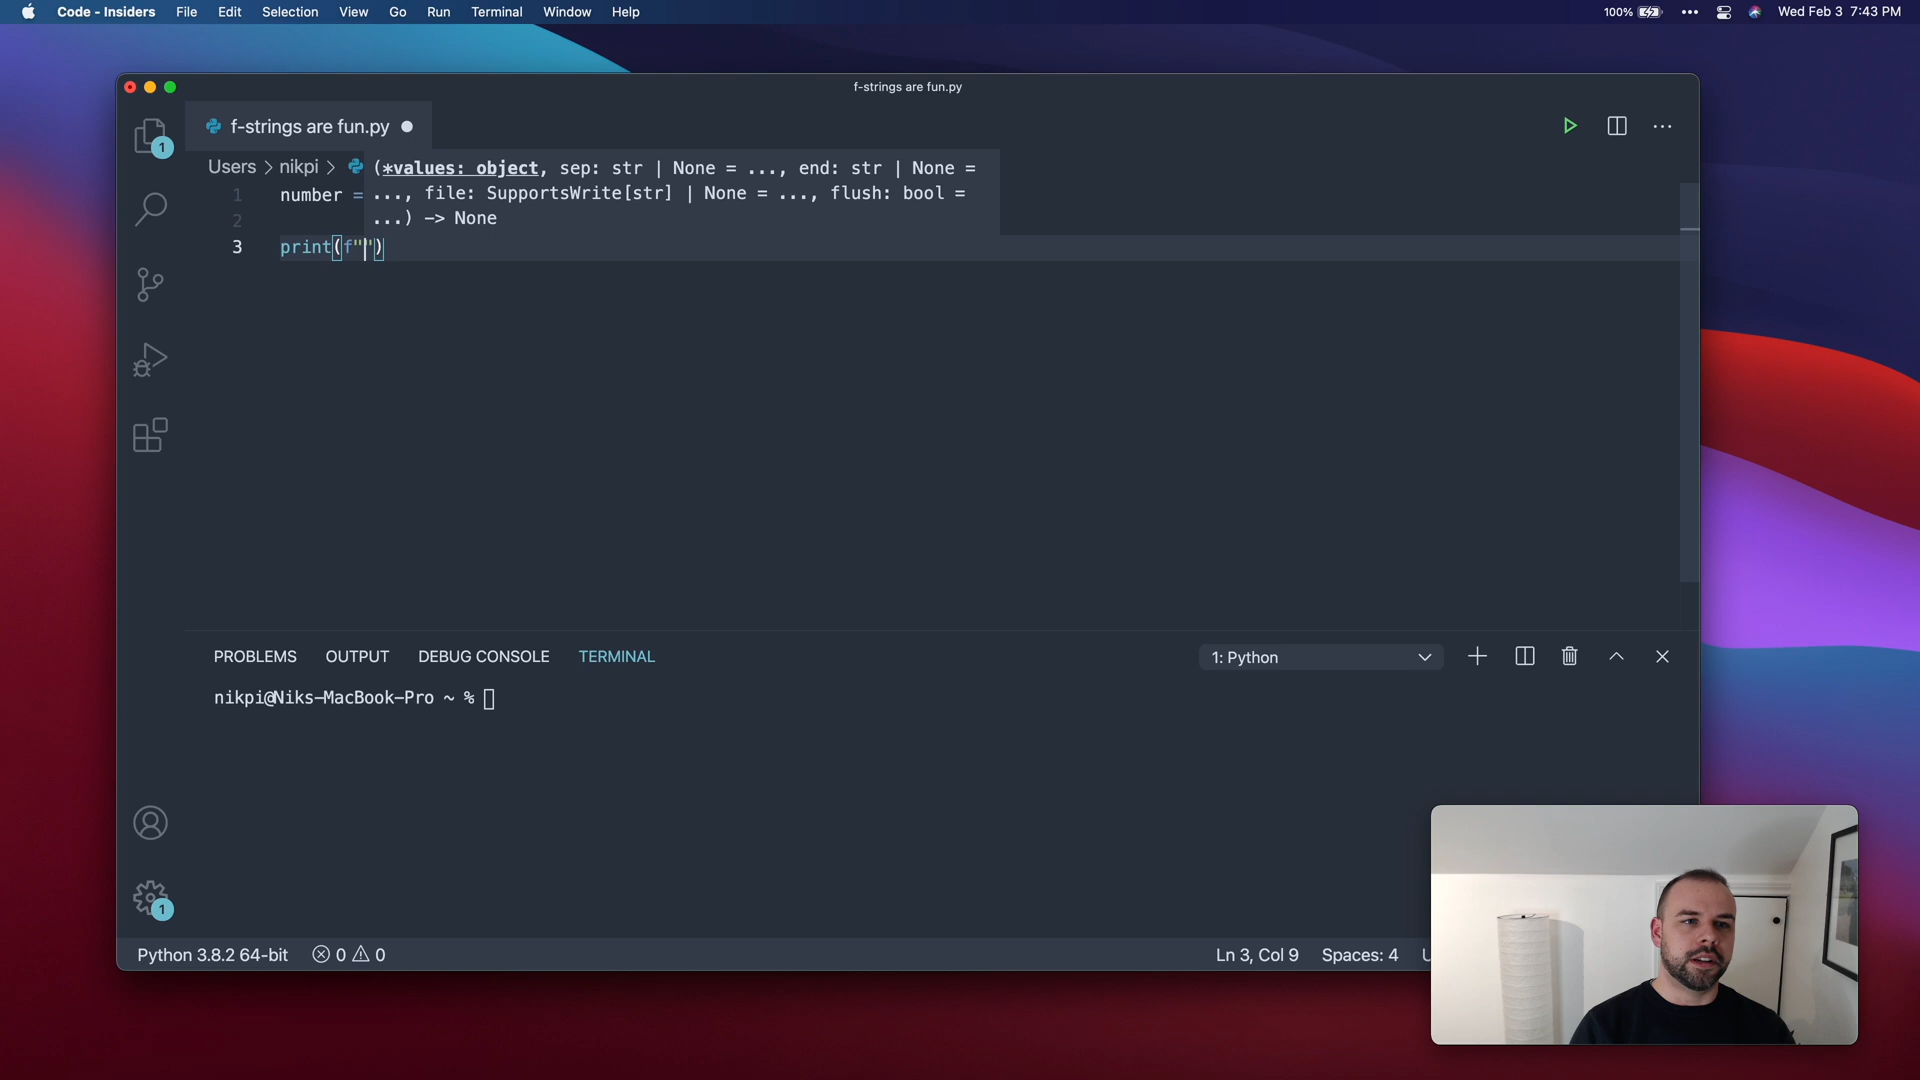 Code - Insiders File Edit Selection View Go Run Terminal Window Help 100% Wed Feb 3 7:43 PM
f-strings are fun.py
1 f-strings are fun.py
Users > nikpi > (*values: object, sep: str | None = ..., end: str | None =
1 number = ..., file: SupportsWrite[str] | None = ..., flush: bool =
2 ...) -> None
3 print(f"")
PROBLEMS OUTPUT DEBUG CONSOLE TERMINAL 1: Python
nikpi@Niks-MacBook-Pro ~ %
1
Python 3.8.2 64-bit 0 0 Ln 3, Col 9 Spaces: 4